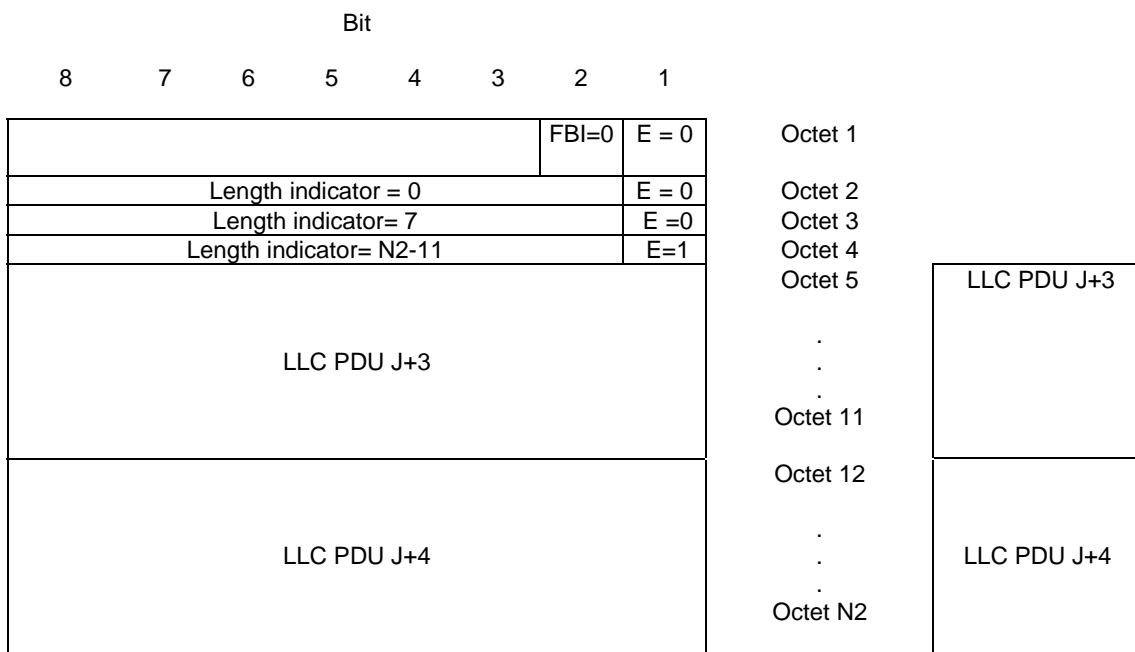 Bit
8 7 6 5 4 3 2 1
FBI=0 E = 0 Octet 1
Length indicator = 0 E = 0 Octet 2
Length indicator= 7 E =0 Octet 3
Length indicator= N2-11 E=1 Octet 4
Octet 5 LLC PDU J+3
.
LLC PDU J+3 .
.
Octet 11
Octet 12
.
LLC PDU J+4 . LLC PDU J+4
.
Octet N2